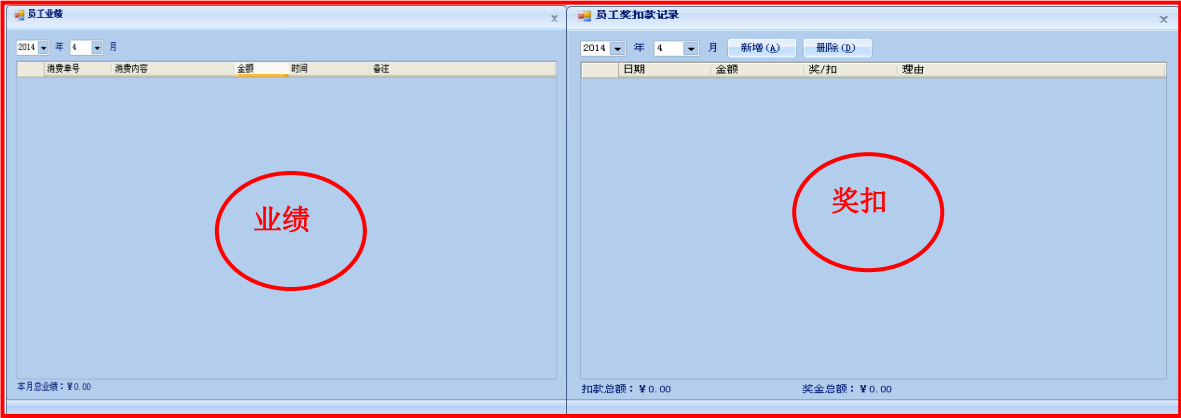 员工业绩
2014 年 4 月
消费单号 消费内容 金额 时间 备注
业绩
本月总业绩：¥0.00
员工奖扣款记录
2014 年 4 月 新增(A) 删除(D)
日期 金额 奖/扣 理由
奖扣
扣款总额：¥0.00 奖金总额：¥0.00